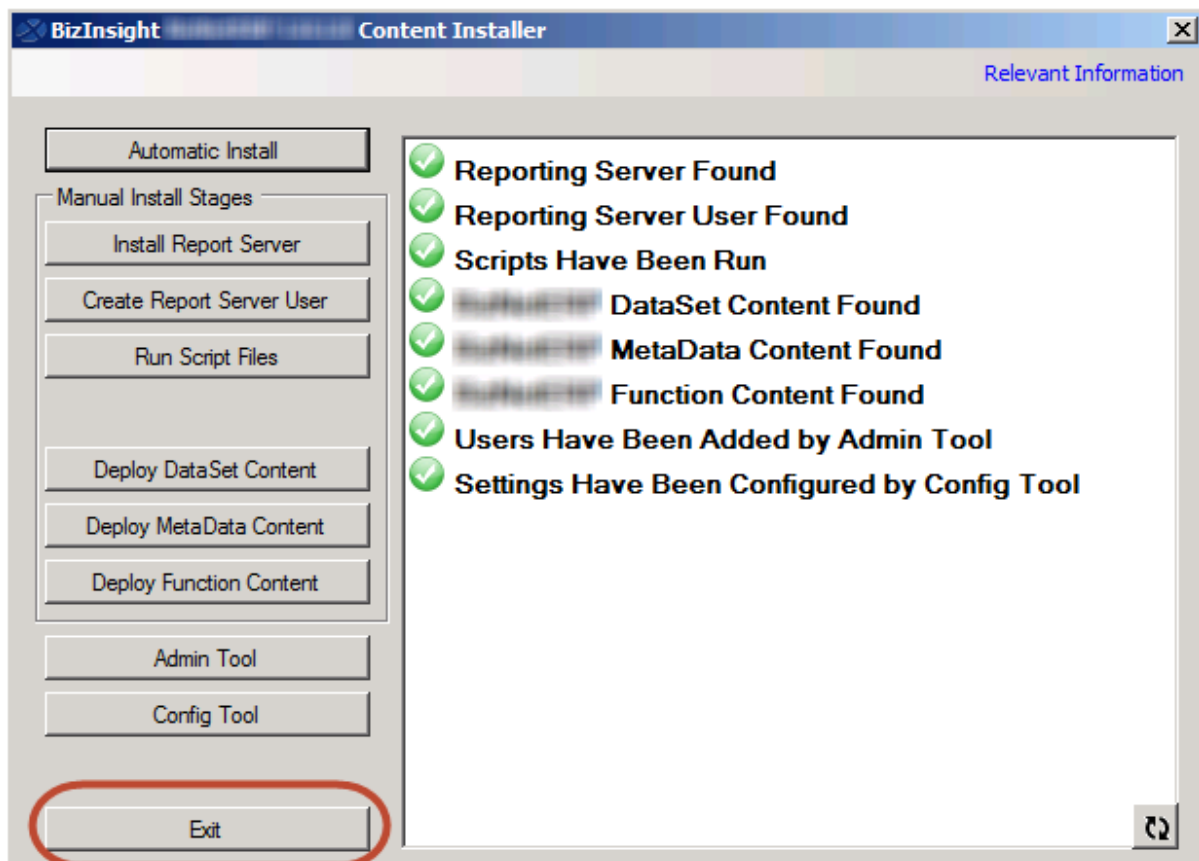 BizInsight Content Installer
Relevant Information
Automatic Install
Manual Install Stages
Install Report Server
Create Report Server User
Run Script Files
Deploy DataSet Content
Deploy MetaData Content
Deploy Function Content
Admin Tool
Config Tool
Exit
Reporting Server Found
Reporting Server User Found
Scripts Have Been Run
DataSet Content Found
MetaData Content Found
Function Content Found
Users Have Been Added by Admin Tool
Settings Have Been Configured by Config Tool